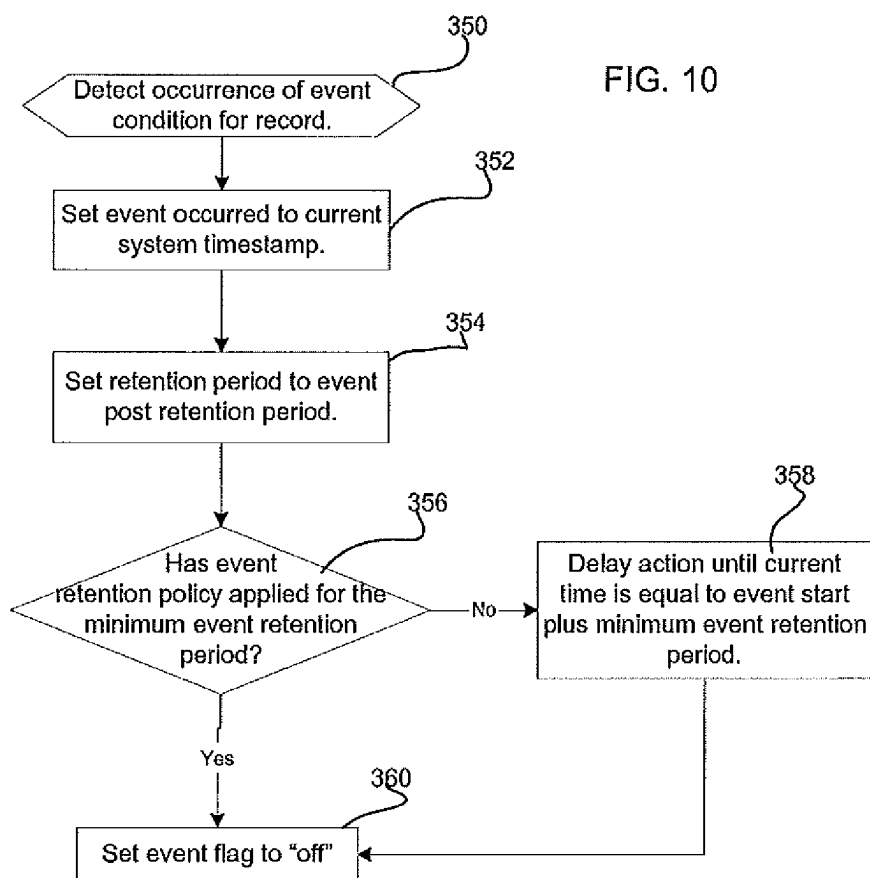 350
FIG. 10
Detect occurrence of event
condition for record.
352
Set event occurred to current
system timestamp.
354
Set retention period to event
post retention period.
356
358
Has event
retention policy applied for the
minimum event retention
period?
No
Delay action until current
time is equal to event start
plus minimum event retention
period.
Yes
360
Set event flag to “off”